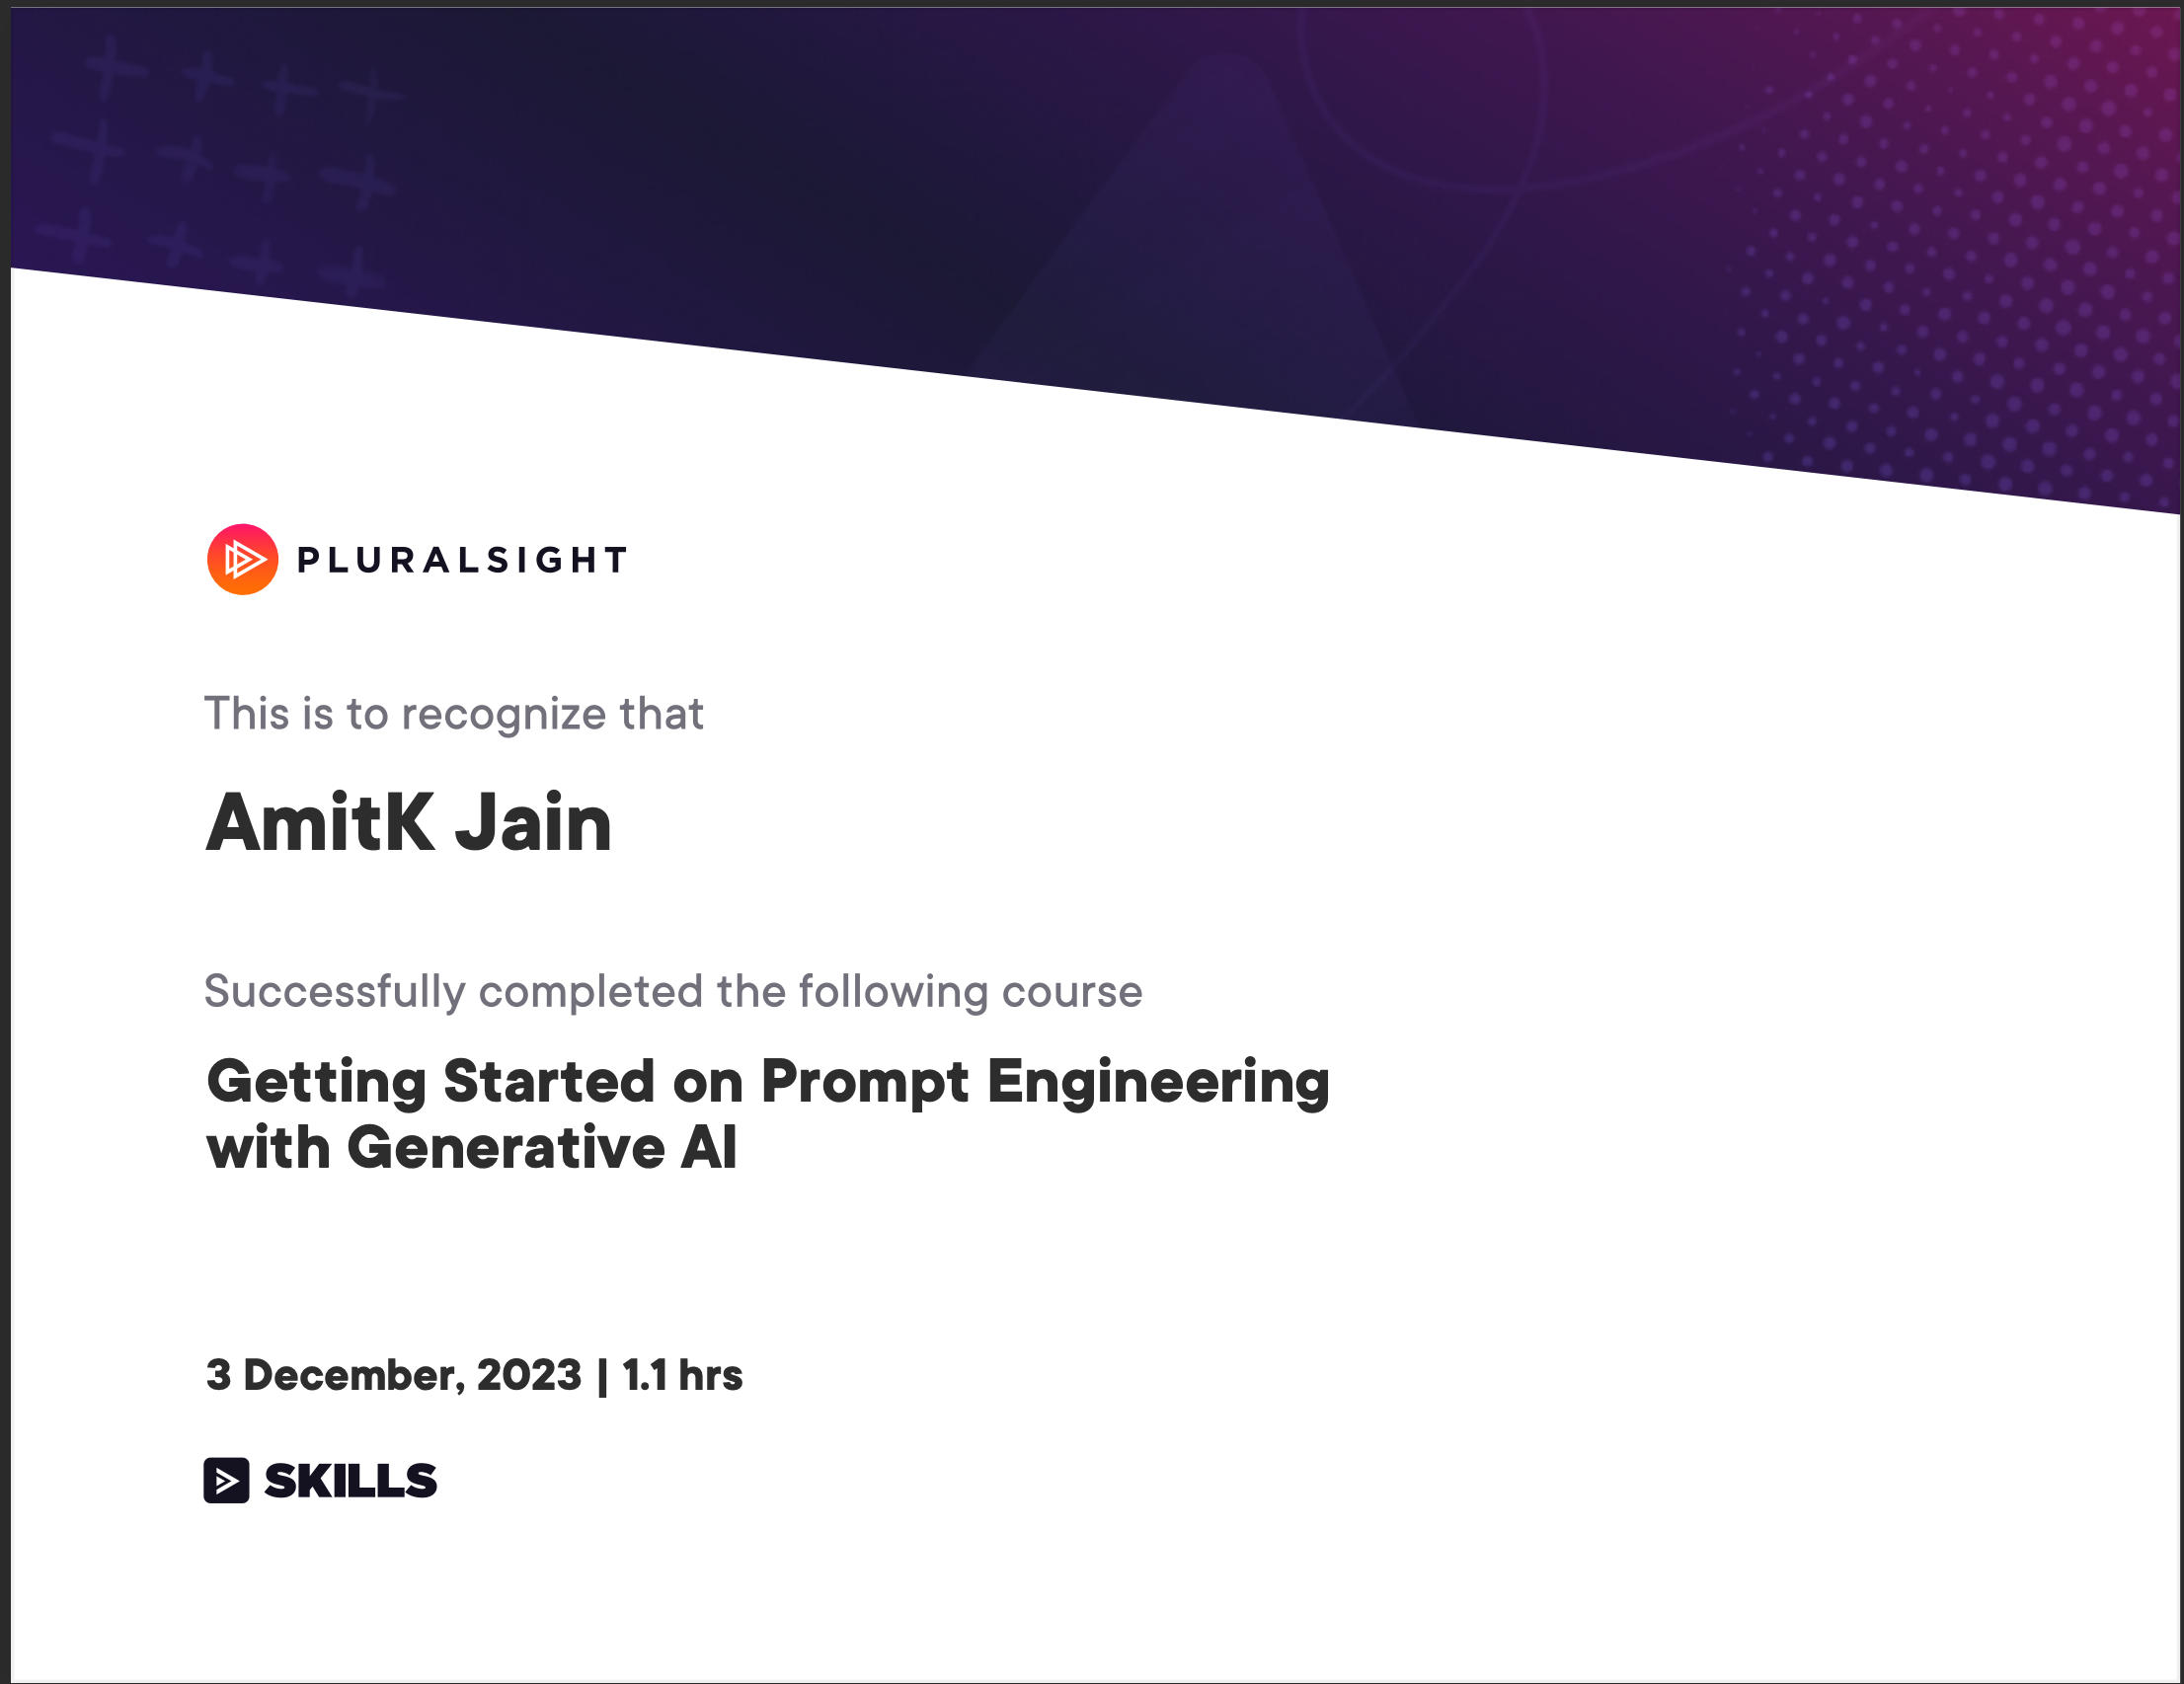 PLURALSIGHT
This is to recognize that
AmitK Jain
Successfully completed the following course
Getting Started on Prompt Engineering
with Generative AI
3 December, 2023 | 1.1 hrs
SKILLS